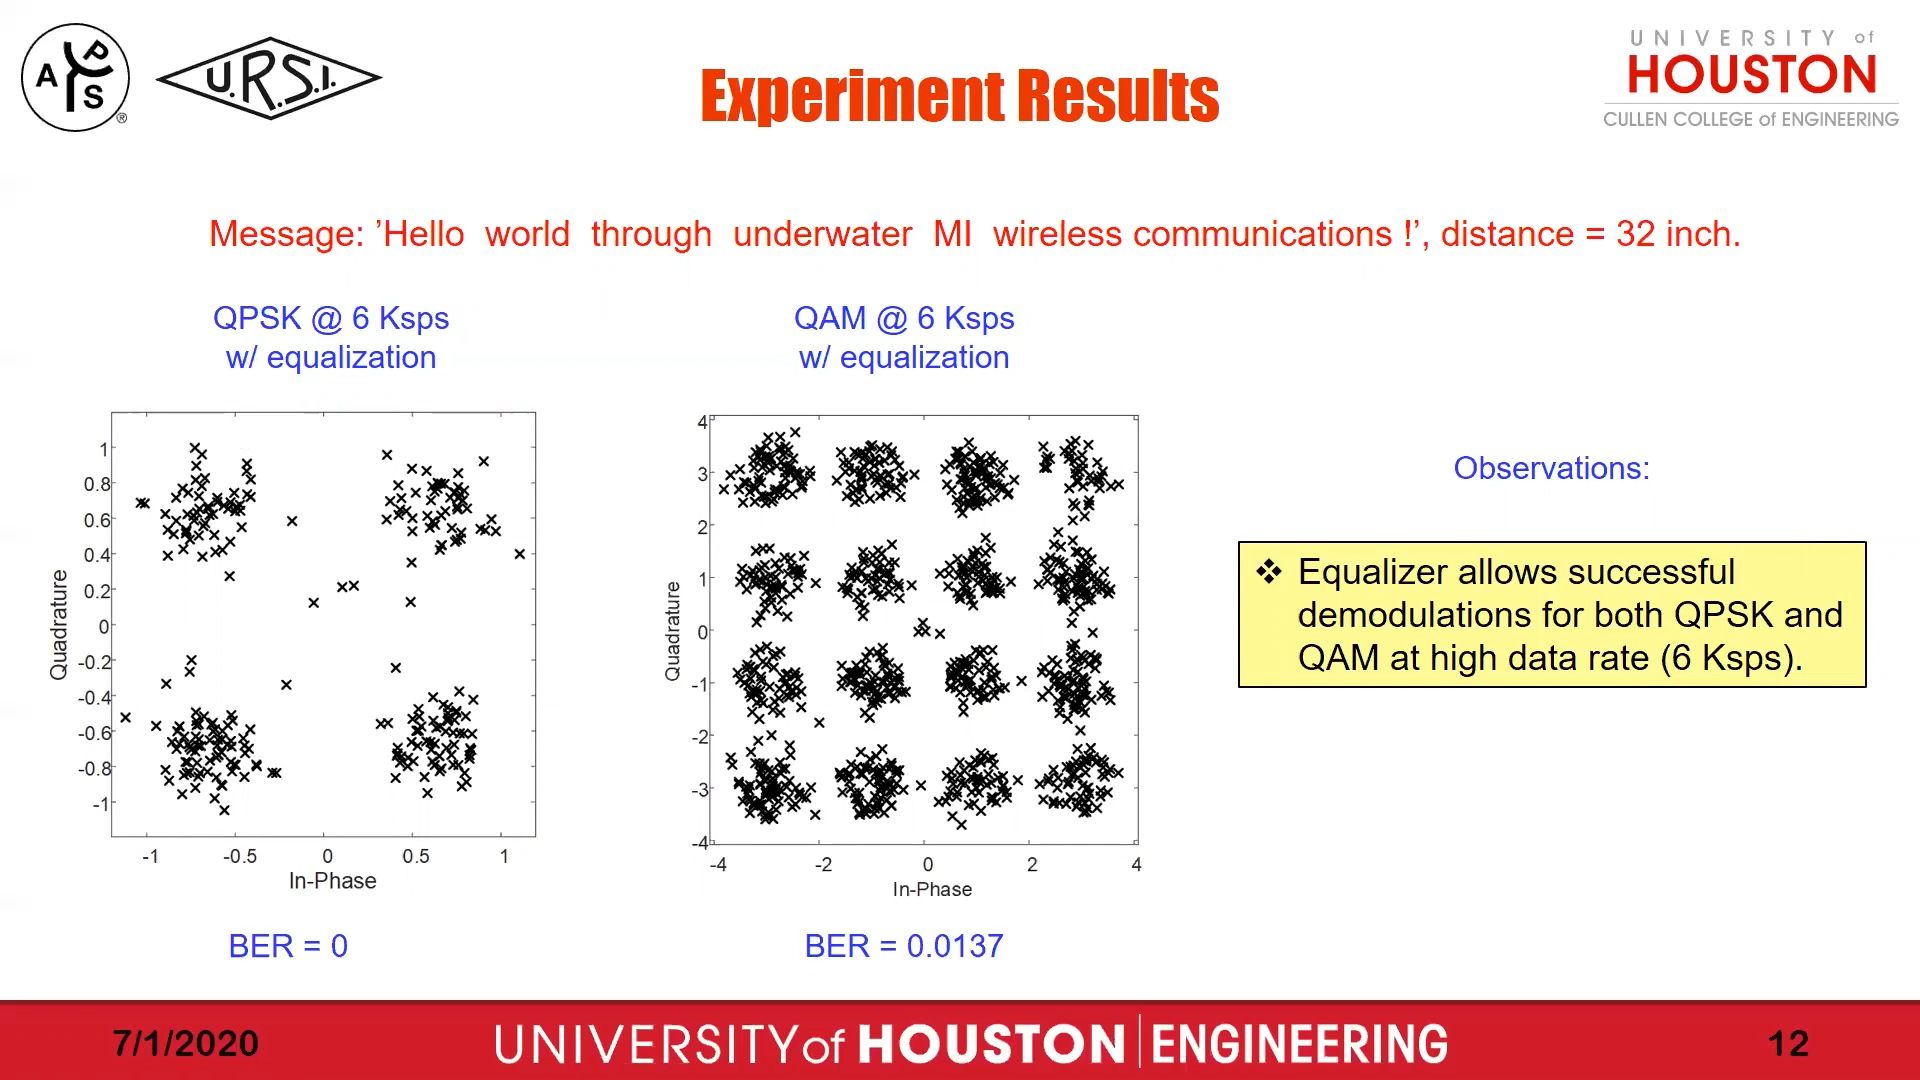 A P S ®
U.R.S.I.
Experiment Results
UNIVERSITY of
HOUSTON
CULLEN COLLEGE of ENGINEERING
Message: ’Hello world through underwater MI wireless communications !’, distance = 32 inch.
QPSK @ 6 Ksps
w/ equalization
1
0.8
0.6
0.4
0.2
0
-0.2
-0.4
-0.6
-0.8
-1
Quadrature
-1 -0.5 0 0.5 1
In-Phase
BER = 0
QAM @ 6 Ksps
w/ equalization
4
3
2
1
0
-1
-2
-3
-4
Quadrature
-4 -2 0 2 4
In-Phase
BER = 0.0137
Observations:
❖ Equalizer allows successful
demodulations for both QPSK and
QAM at high data rate (6 Ksps).
7/1/2020
UNIVERSITY of HOUSTON | ENGINEERING
12